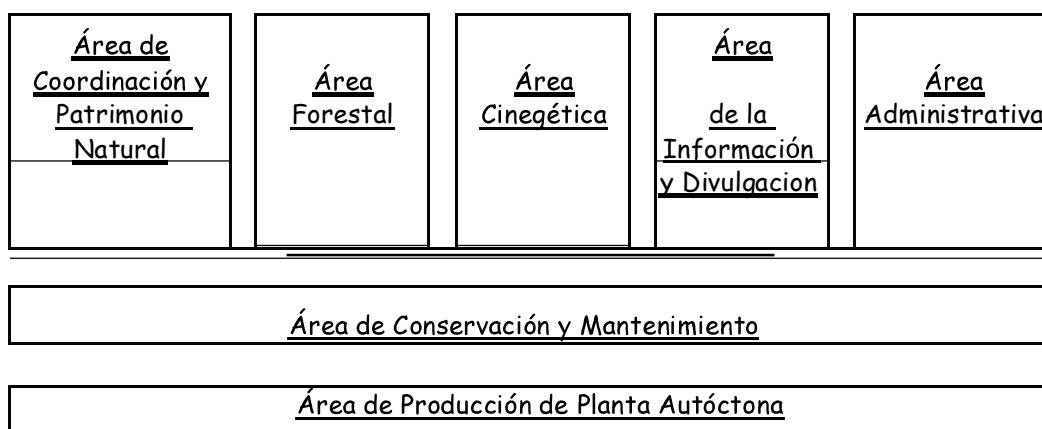 Área de
Coordinación y
Patrimonio
Natural
Área
Forestal
Área
Cinegética
Área
de la
Información
y Divulgacion
Área
Administrativa
Área de Conservación y Mantenimiento
Área de Producción de Planta Autóctona